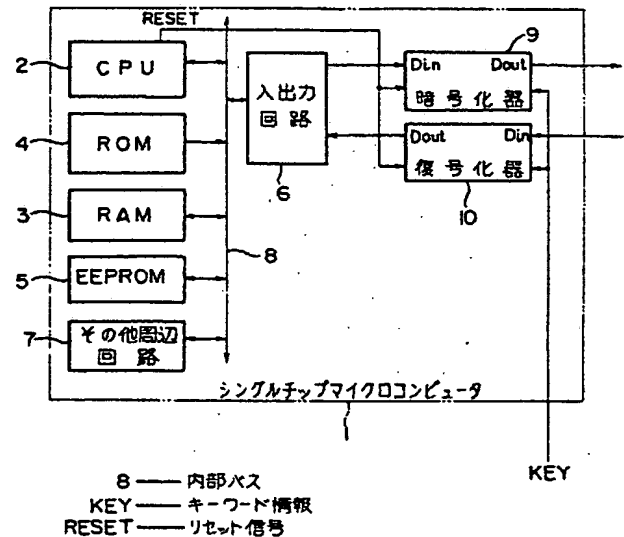 RESET
2
CPU
4
ROM
3
RAM
5
EEPROM
7
その他周辺
回路
入出力
回路
6
8
9
Din Dout
暗号化器
Dout Din
復号化器
10
シングルチップマイクロコンピュータ
1
KEY
8 — 内部バス
KEY — キーワード情報
RESET — リセット信号